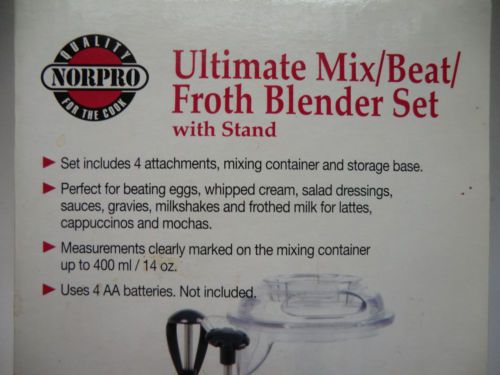 QUALITY
NORPRO
FOR THE COOK
Ultimate Mix/Beat/
Froth Blender Set
with Stand
Set includes 4 attachments, mixing container and storage base.
Perfect for beating eggs, whipped cream, salad dressings,
sauces, gravies, milkshakes and frothed milk for lattes,
cappuccinos and mochas.
Measurements clearly marked on the mixing container
up to 400 ml / 14 oz.
Uses 4 AA batteries. Not included.